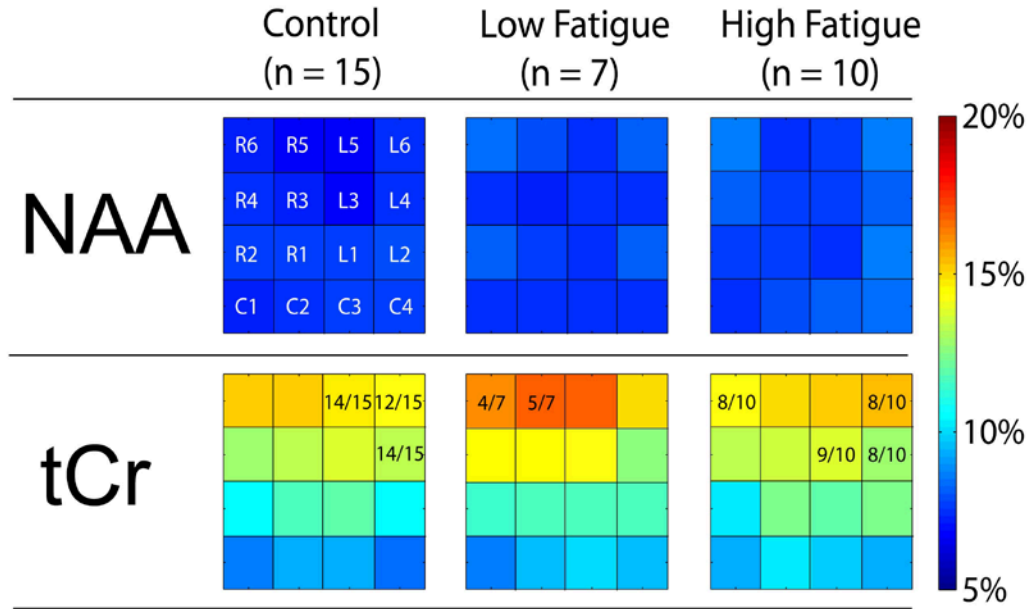 Control Low Fatigue High Fatigue
(n = 15) (n = 7) (n = 10)
20%
R6 R5 L5 L6
R4 R3 L3 L4
NAA
R2 R1 L1 L2
15%
C1 C2 C3 C4
14/15 12/15 4/7 5/7 8/10 8/10
10%
14/15 9/10 8/10
tCr
5%